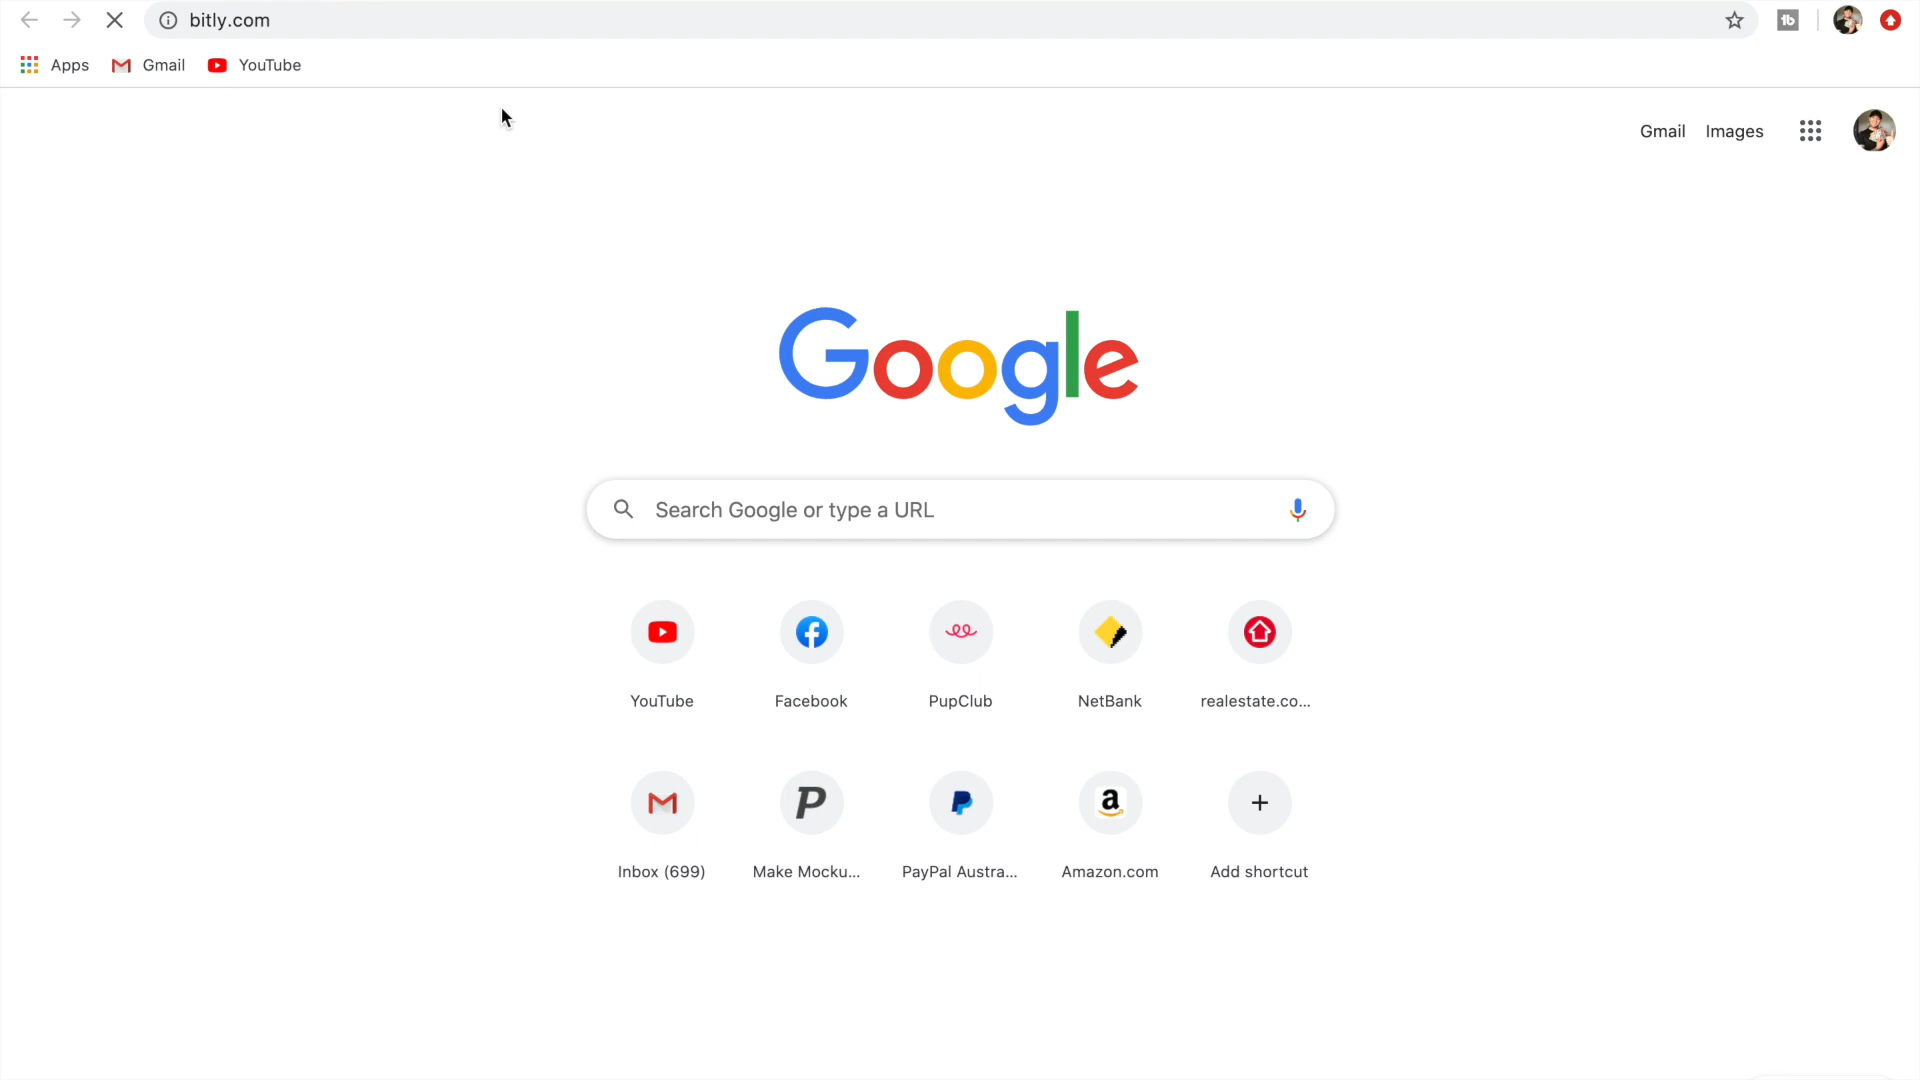 bitly.com
Apps Gmail YouTube
Gmail Images
Google
Search Google or type a URL
YouTube Facebook PupClub NetBank realestate.co...
Inbox (699) Make Mocku... PayPal Austra... Amazon.com Add shortcut